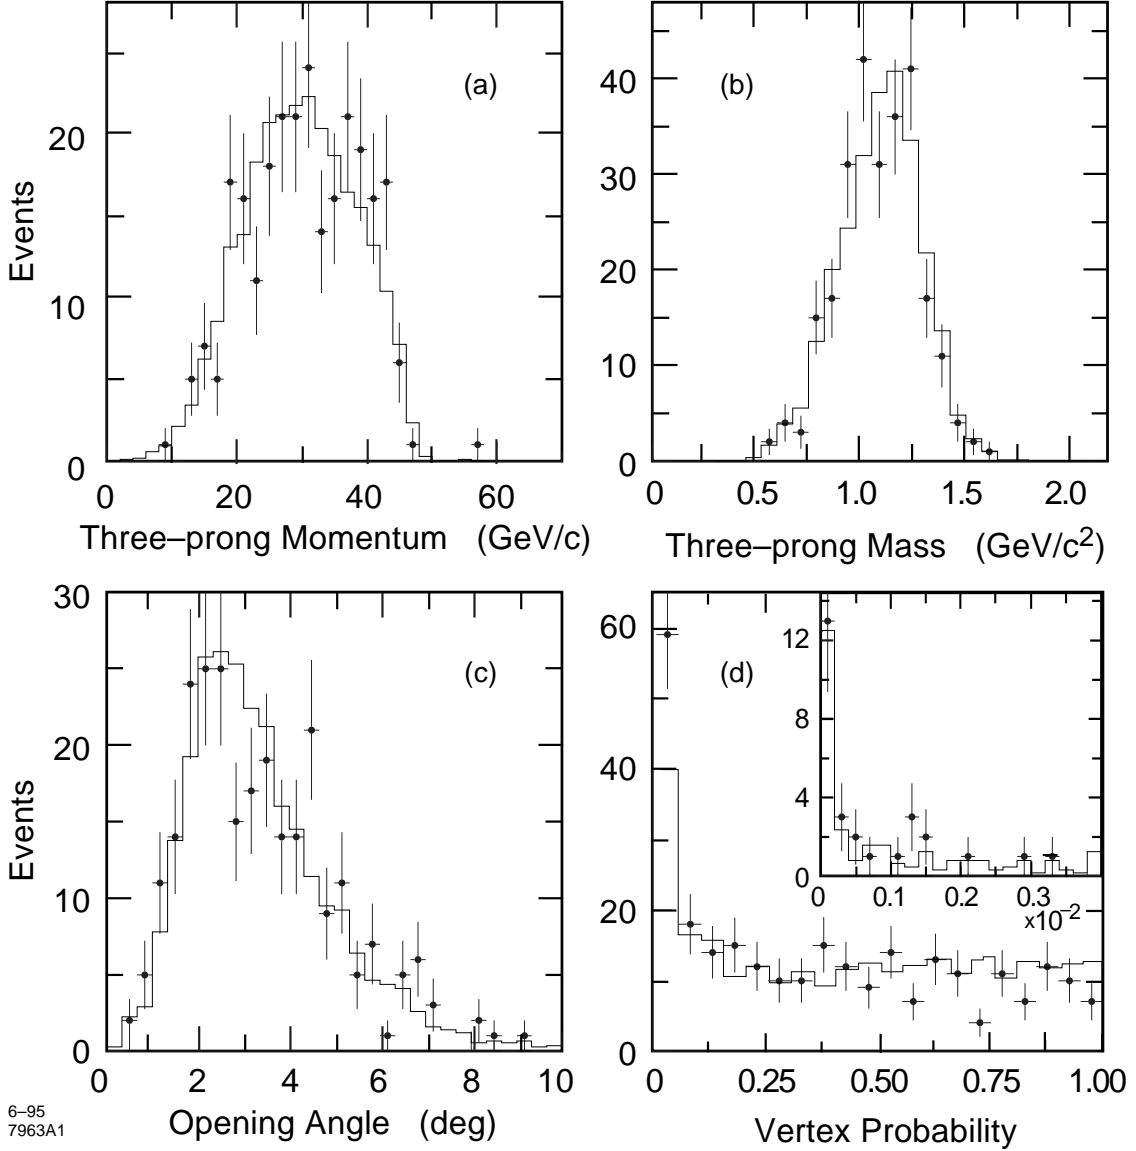 (a)
20
10
0
Events
0 20 40 60
Three–prong Momentum (GeV/c)
(b)
40
30
20
10
0
0 0.5 1.0 1.5 2.0
Three–prong Mass (GeV/c²)
30
(c)
20
10
0
Events
0 2 4 6 8 10
Opening Angle (deg)
60
(d)
40
20
0
12
8
4
0
0 0.1 0.2 0.3
x10⁻²
0 0.25 0.50 0.75 1.00
Vertex Probability
6–95
7963A1